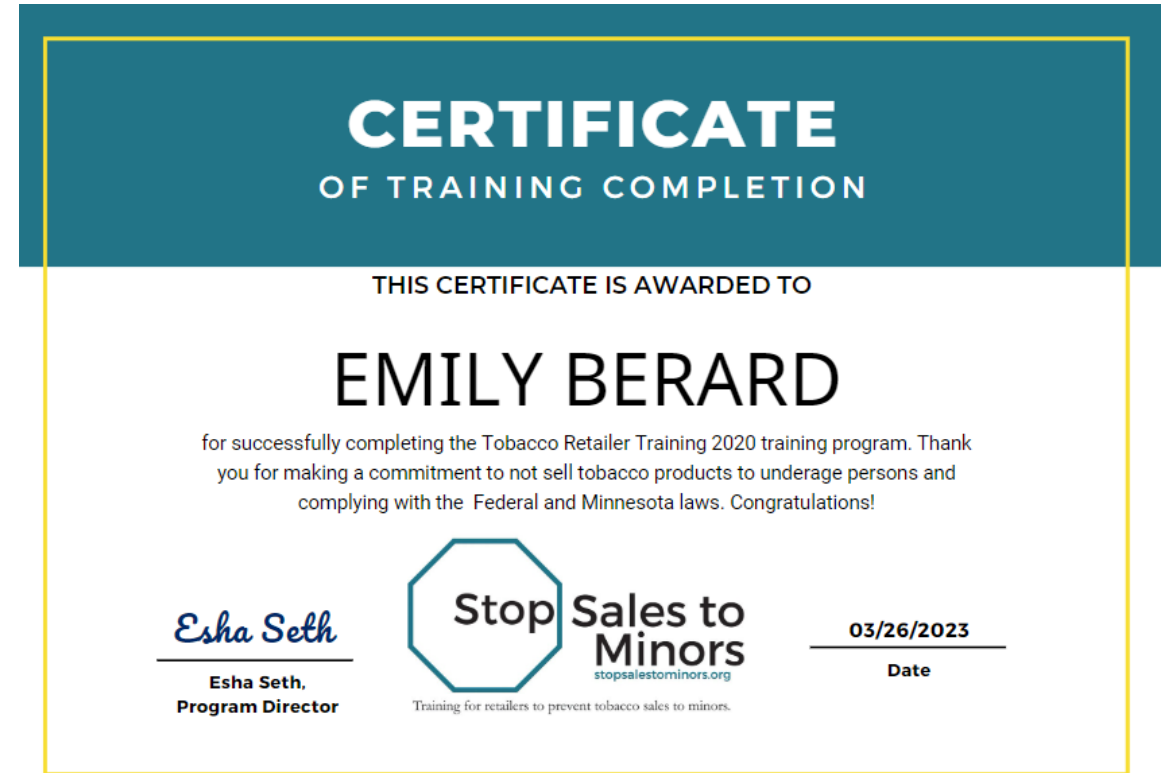 CERTIFICATE
OF TRAINING COMPLETION
THIS CERTIFICATE IS AWARDED TO
EMILY BERARD
for successfully completing the Tobacco Retailer Training 2020 training program. Thank
you for making a commitment to not sell tobacco products to underage persons and
complying with the Federal and Minnesota laws. Congratulations!
Esha Seth
Esha Seth,
Program Director
Stop Sales to
Minors
stopsalestominors.org
Training for retailers to prevent tobacco sales to minors.
03/26/2023
Date